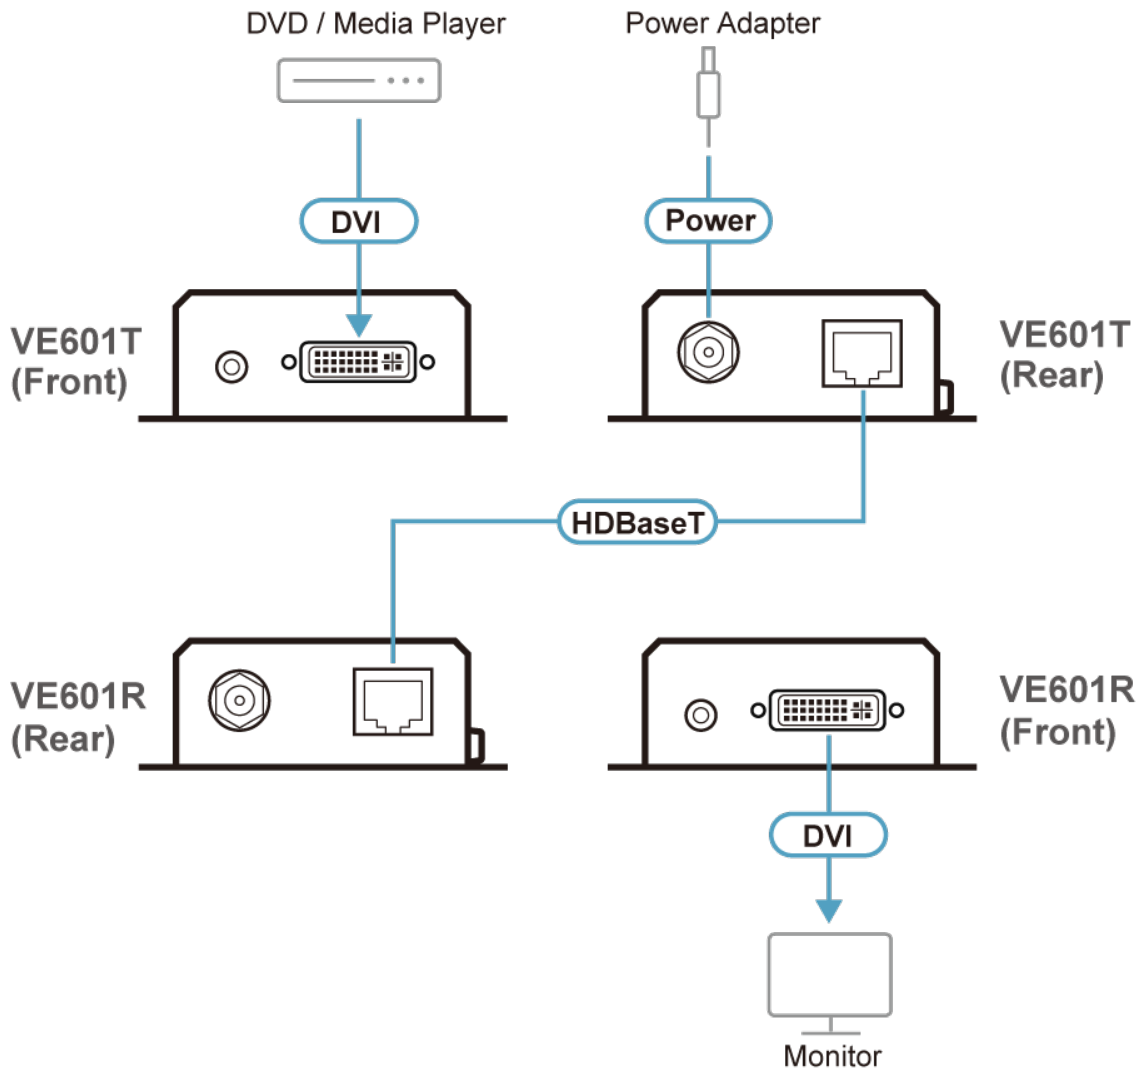 DVD / Media Player
Power Adapter
DVI
Power
VE601T
(Front)
VE601T
(Rear)
HDBaseT
VE601R
(Rear)
VE601R
(Front)
DVI
Monitor